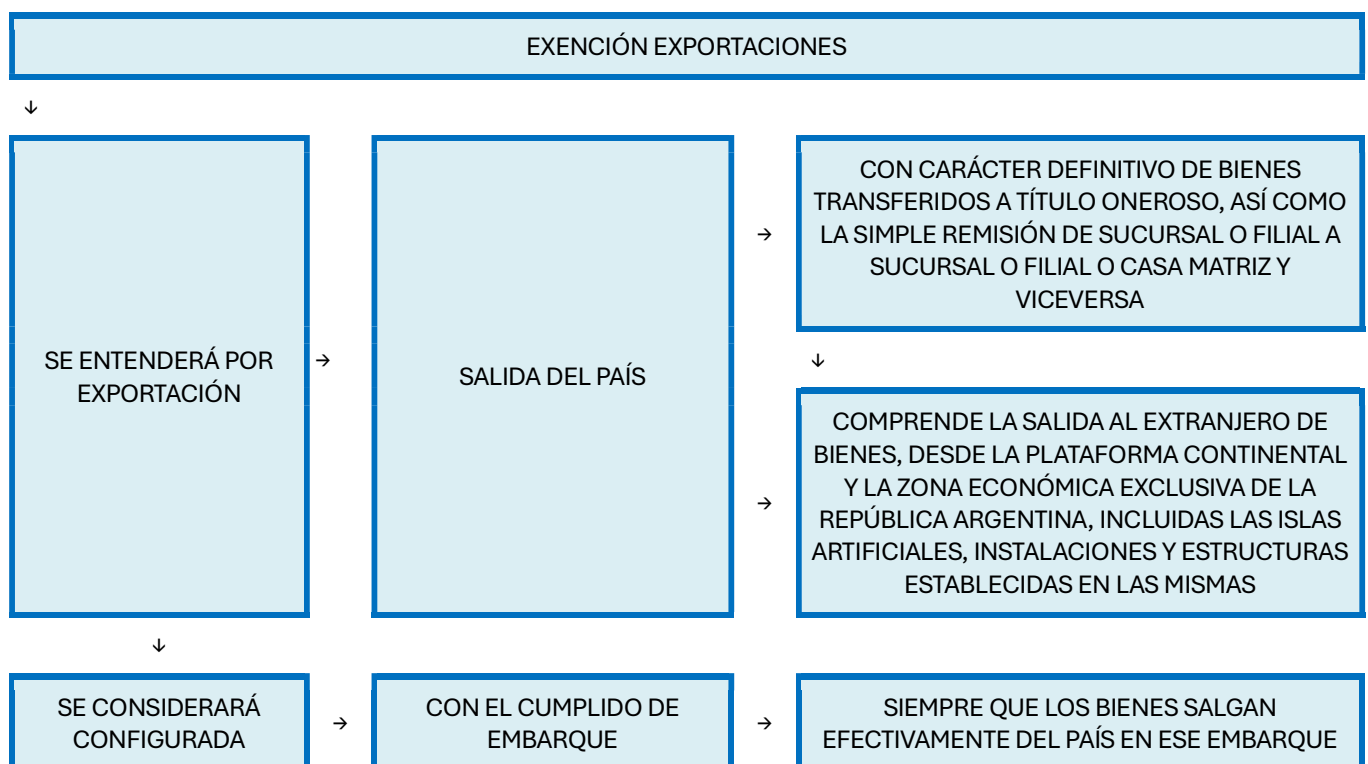 EXENCIÓN EXPORTACIONES
↓
SE ENTENDERÁ POR
EXPORTACIÓN
→
SALIDA DEL PAÍS
→
CON CARÁCTER DEFINITIVO DE BIENES
TRANSFERIDOS A TÍTULO ONEROSO, ASÍ COMO
LA SIMPLE REMISIÓN DE SUCURSAL O FILIAL A
SUCURSAL O FILIAL O CASA MATRIZ Y
VICEVERSA
↓
→
COMPRENDE LA SALIDA AL EXTRANJERO DE
BIENES, DESDE LA PLATAFORMA CONTINENTAL
Y LA ZONA ECONÓMICA EXCLUSIVA DE LA
REPÚBLICA ARGENTINA, INCLUIDAS LAS ISLAS
ARTIFICIALES, INSTALACIONES Y ESTRUCTURAS
ESTABLECIDAS EN LAS MISMAS
↓
SE CONSIDERARÁ
CONFIGURADA
→
CON EL CUMPLIDO DE
EMBARQUE
→
SIEMPRE QUE LOS BIENES SALGAN
EFECTIVAMENTE DEL PAÍS EN ESE EMBARQUE